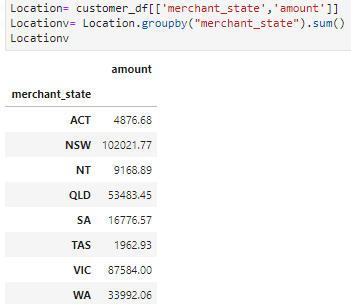 Location= customer_df[['merchant_state','amount']]
Locationv= Location.groupby("merchant_state").sum()
Locationv
amount
merchant_state
ACT 4876.68
NSW 102021.77
NT 9168.89
QLD 53483.45
SA 16776.57
TAS 1962.93
VIC 87584.00
WA 33992.06